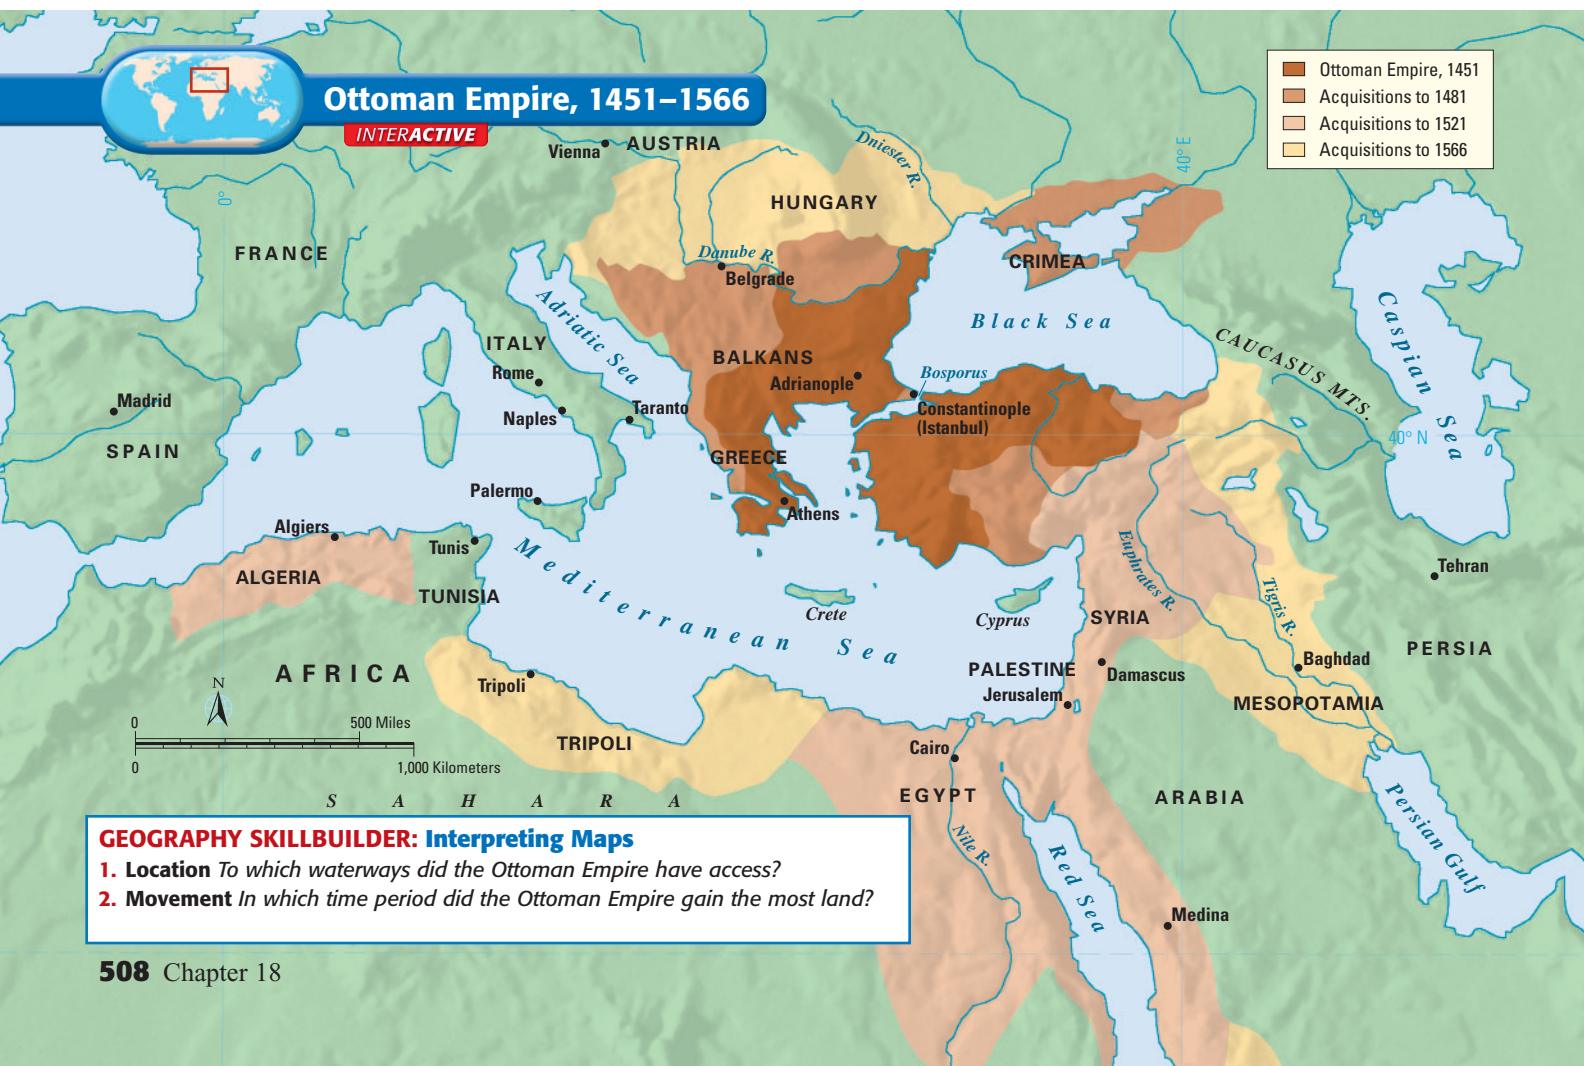 Ottoman Empire, 1451–1566
INTERACTIVE
Ottoman Empire, 1451
Acquisitions to 1481
Acquisitions to 1521
Acquisitions to 1566
Vienna
AUSTRIA
Dniester R.
40° E
0°
HUNGARY
FRANCE
Danube R.
Belgrade
CRIMEA
Adriatic Sea
Black Sea
Caspian Sea
CAUCASUS MTS.
ITALY
Rome
BALKANS
Adrianople
Bosporus
Madrid
Naples
Taranto
Constantinople
(Istanbul)
40° N
SPAIN
GREECE
Palermo
Athens
Algiers
Tunis
Mediterranean Sea
Euphrates R.
Tigris R.
Tehran
ALGERIA
TUNISIA
Crete
Cyprus
SYRIA
PERSIA
AFRICA
Tripoli
PALESTINE
Jerusalem
Damascus
Baghdad
MESOPOTAMIA
N
0
500 Miles
0
1,000 Kilometers
TRIPOLI
Cairo
EGYPT
ARABIA
Persian Gulf
SAHARA
Nile R.
Red Sea
Medina
GEOGRAPHY SKILLBUILDER: Interpreting Maps
1. Location To which waterways did the Ottoman Empire have access?
2. Movement In which time period did the Ottoman Empire gain the most land?
508 Chapter 18